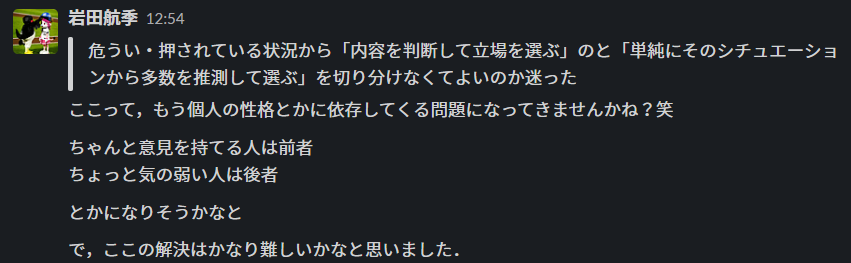 岩田航季 12:54
危うい・押されている状況から「内容を判断して立場を選ぶ」のと「単純にそのシチュエーショ
ンから多数を推測して選ぶ」を切り分けなくてよいのか迷った
ここって，もう個人の性格とかに依存してくる問題になってきませんかね？笑
ちゃんと意見を持てる人は前者
ちょっと気の弱い人は後者
とかになりそうかなと
で，ここの解決はかなり難しいかなと思いました．